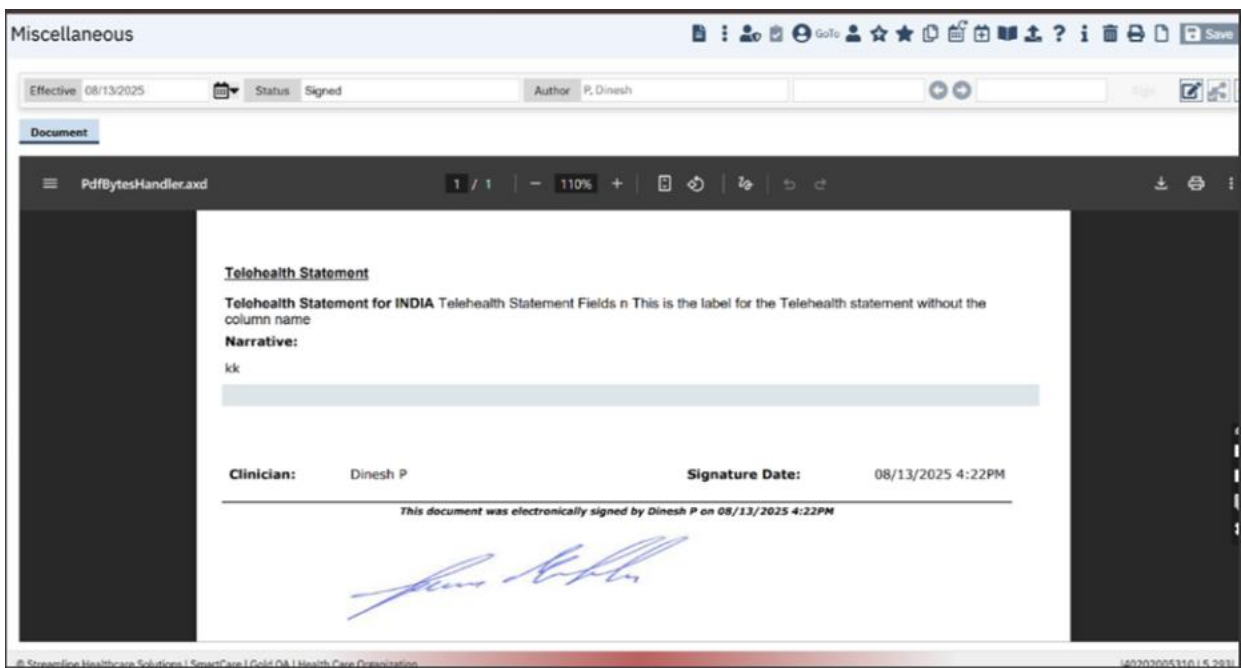 Miscellaneous
GoTo
Save
Effective 08/13/2025 Status Signed Author P, Dinesh Sign
Document
PdfBytesHandler.axd 1 / 1 − 110% +
Telehealth Statement
Telehealth Statement for INDIA Telehealth Statement Fields n This is the label for the Telehealth statement without the
column name
Narrative:
kk
Clinician: Dinesh P Signature Date: 08/13/2025 4:22PM
This document was electronically signed by Dinesh P on 08/13/2025 4:22PM
© Streamline Healthcare Solutions | SmartCare | Gold QA | Health Care Organization